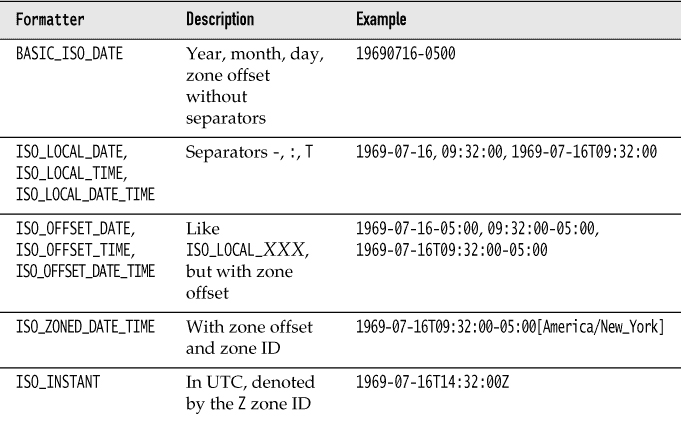 Formatter Description Example
BASIC_ISO_DATE Year, month, day, 19690716-0500
zone offset
without
separators
ISO_LOCAL_DATE, Separators -, :, T 1969-07-16, 09:32:00, 1969-07-16T09:32:00
ISO_LOCAL_TIME,
ISO_LOCAL_DATE_TIME
ISO_OFFSET_DATE, Like 1969-07-16-05:00, 09:32:00-05:00,
ISO_OFFSET_TIME, ISO_LOCAL_XXX, 1969-07-16T09:32:00-05:00
ISO_OFFSET_DATE_TIME but with zone
offset
ISO_ZONED_DATE_TIME With zone offset 1969-07-16T09:32:00-05:00[America/New_York]
and zone ID
ISO_INSTANT In UTC, denoted 1969-07-16T14:32:00Z
by the Z zone ID